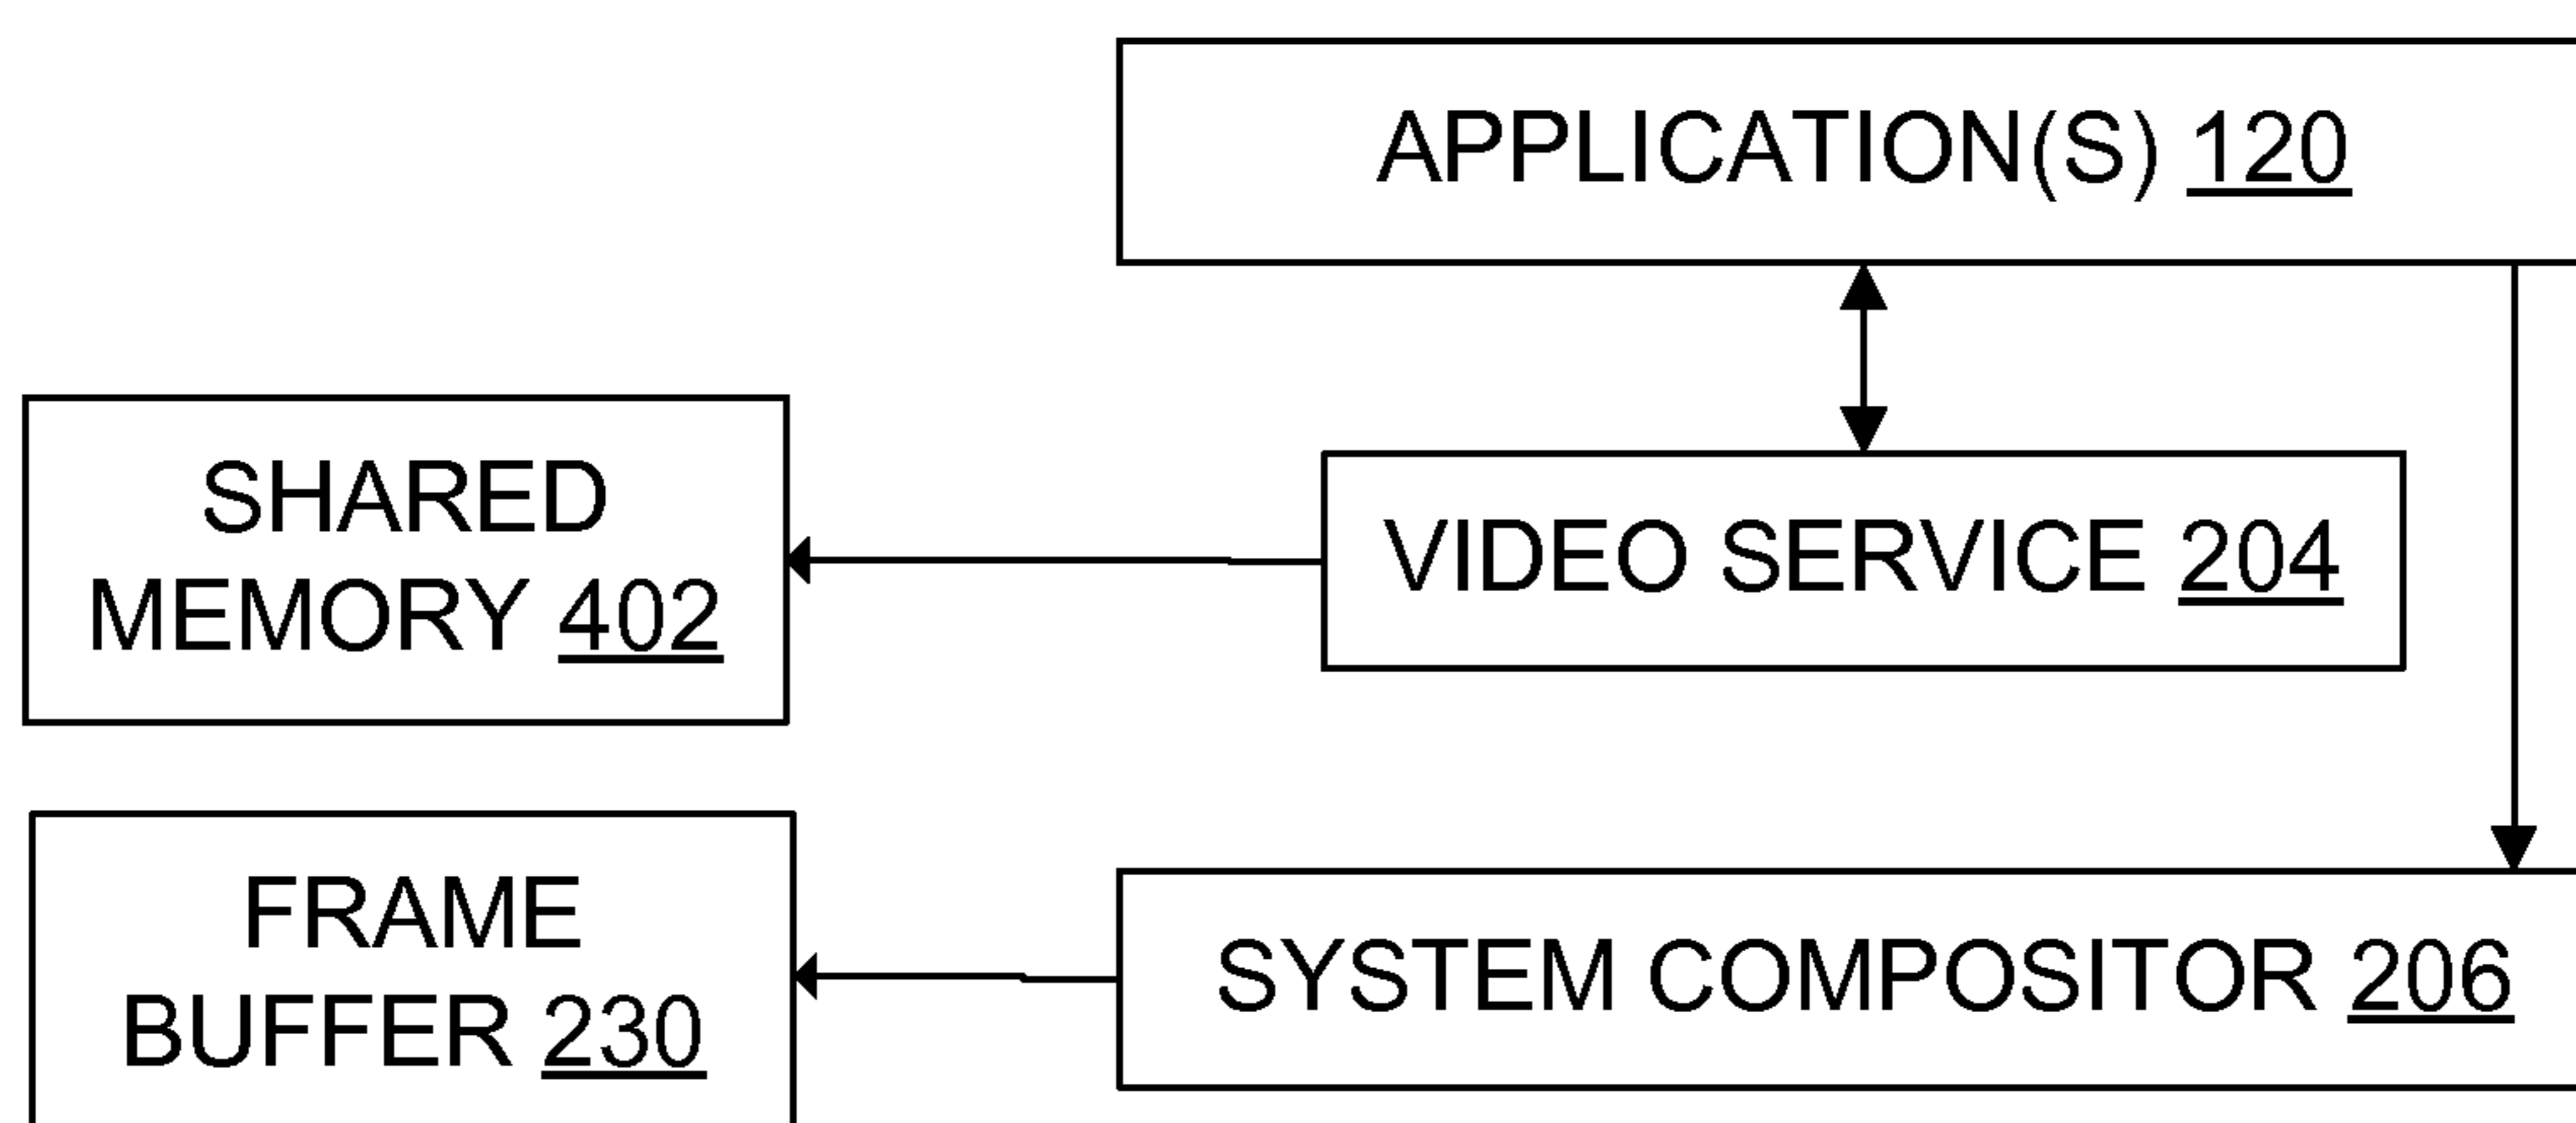 APPLICATION(S) 120
SHARED
MEMORY 402
VIDEO SERVICE 204
FRAME
BUFFER 230
SYSTEM COMPOSITOR 206